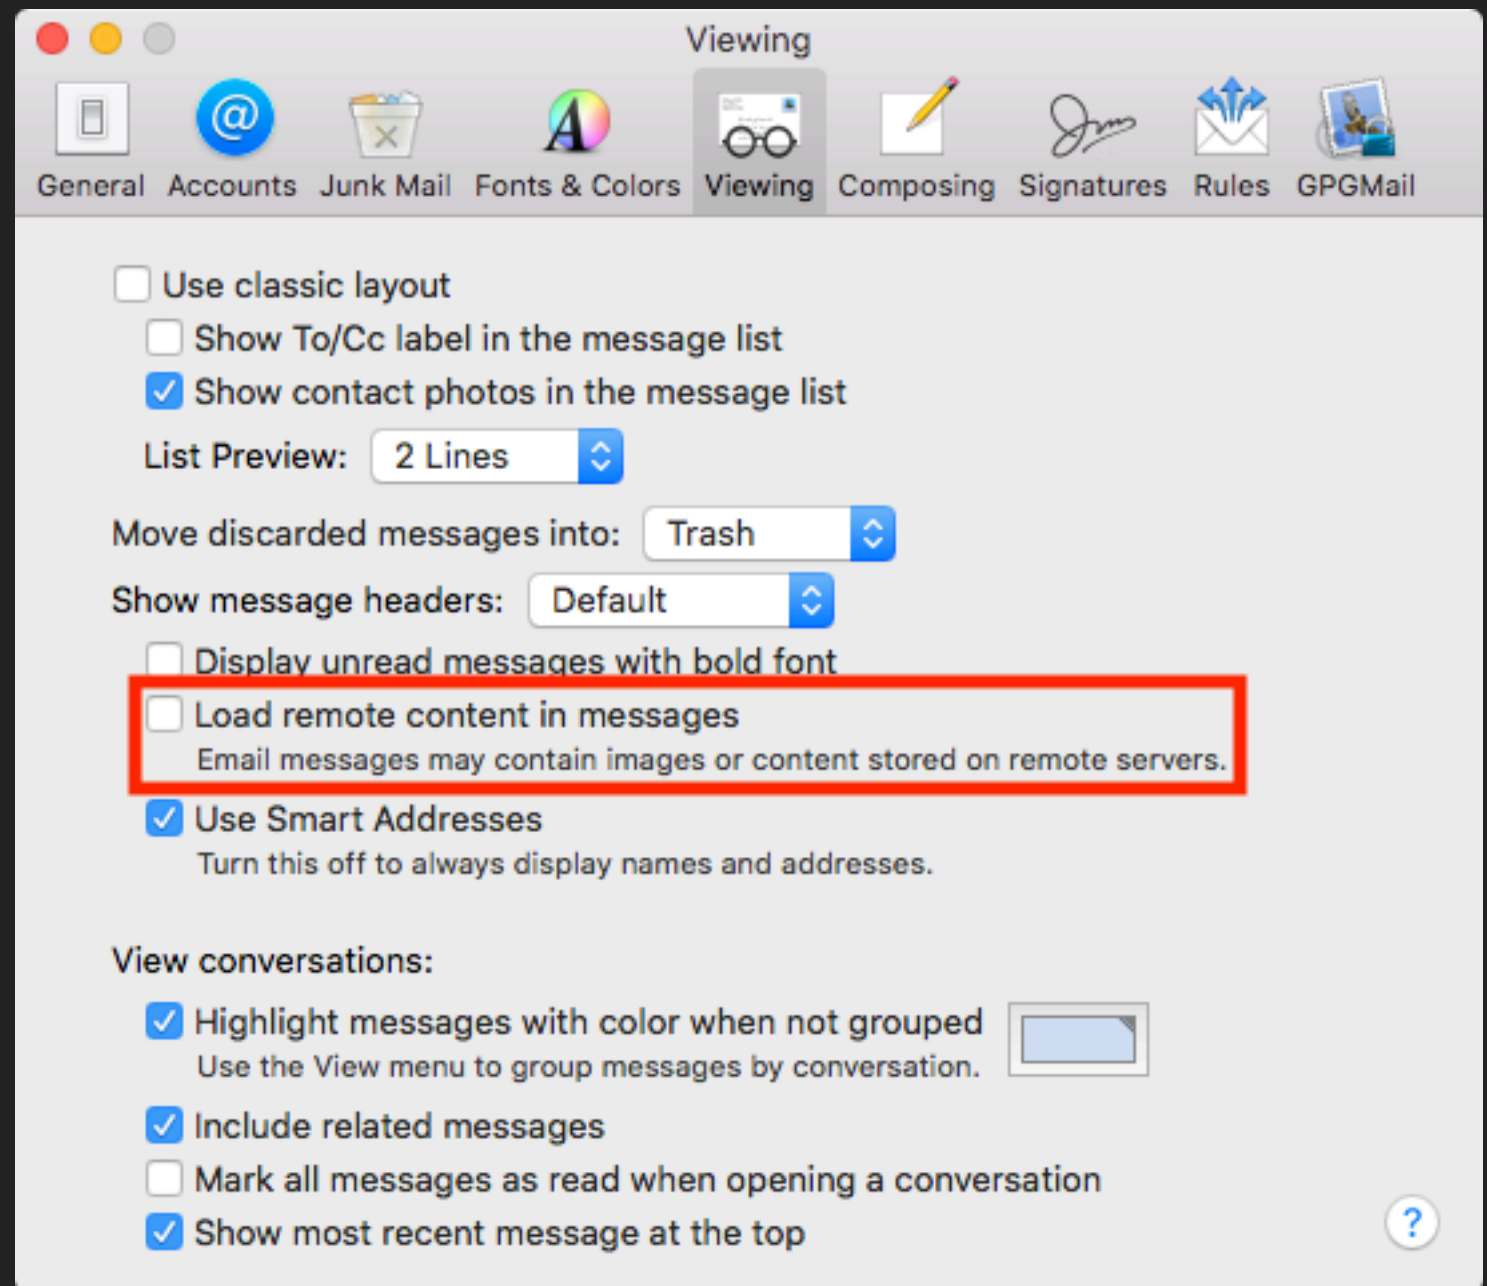 Viewing
General Accounts Junk Mail Fonts & Colors Viewing Composing Signatures Rules GPGMail
Use classic layout
Show To/Cc label in the message list
Show contact photos in the message list
List Preview: 2 Lines
Move discarded messages into: Trash
Show message headers: Default
Display unread messages with bold font
Load remote content in messages
Email messages may contain images or content stored on remote servers.
Use Smart Addresses
Turn this off to always display names and addresses.
View conversations:
Highlight messages with color when not grouped
Use the View menu to group messages by conversation.
Include related messages
Mark all messages as read when opening a conversation
Show most recent message at the top
?